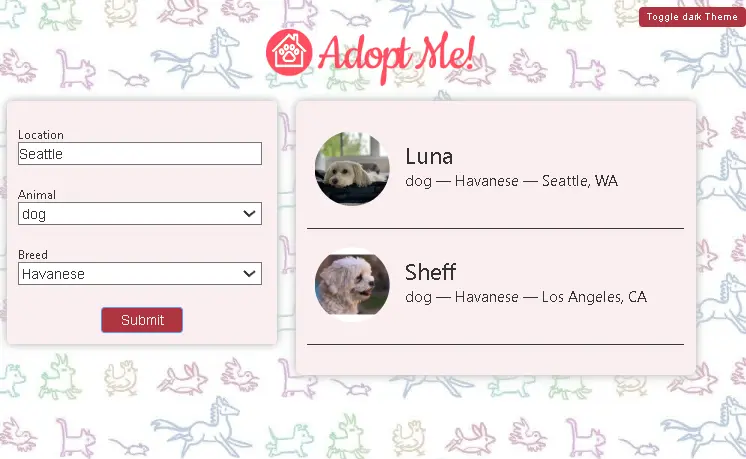 Toggle dark Theme
Adopt Me!
Location
Seattle
Animal
dog
Breed
Havanese
Submit
Luna
dog — Havanese — Seattle, WA
Sheff
dog — Havanese — Los Angeles, CA